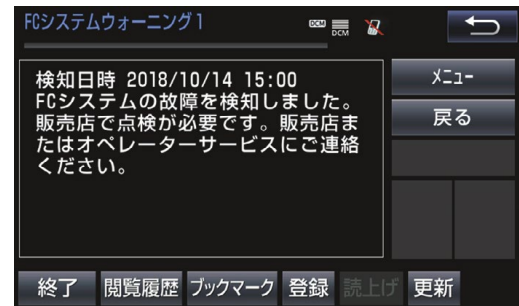 FCシステムウォーニング1
DCM
DCM
メニュー
検知日時 2018/10/14 15:00
FCシステムの故障を検知しました。
販売店で点検が必要です。販売店ま
たはオペレーターサービスにご連絡
ください。
戻る
終了 閲覧履歴 ブックマーク 登録 読上げ 更新